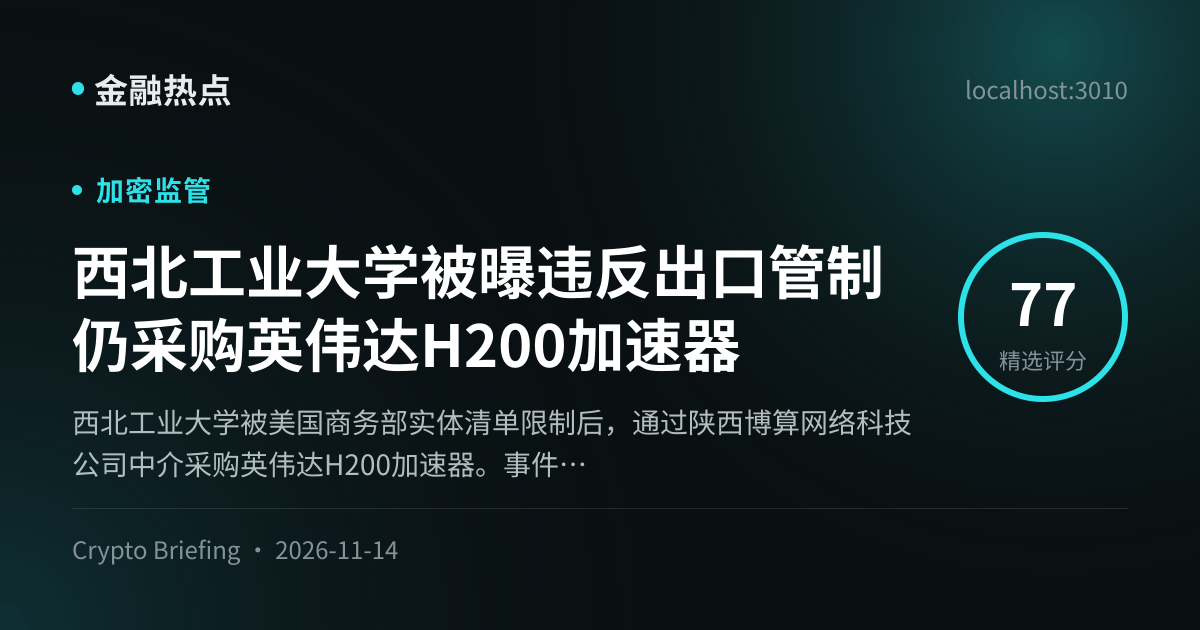 金融热点
localhost:3010
加密监管
西北工业大学被曝违反出口管制
仍采购英伟达H200加速器
77
精选评分
西北工业大学被美国商务部实体清单限制后，通过陕西博算网络科技
公司中介采购英伟达H200加速器。事件…
Crypto Briefing · 2026-11-14